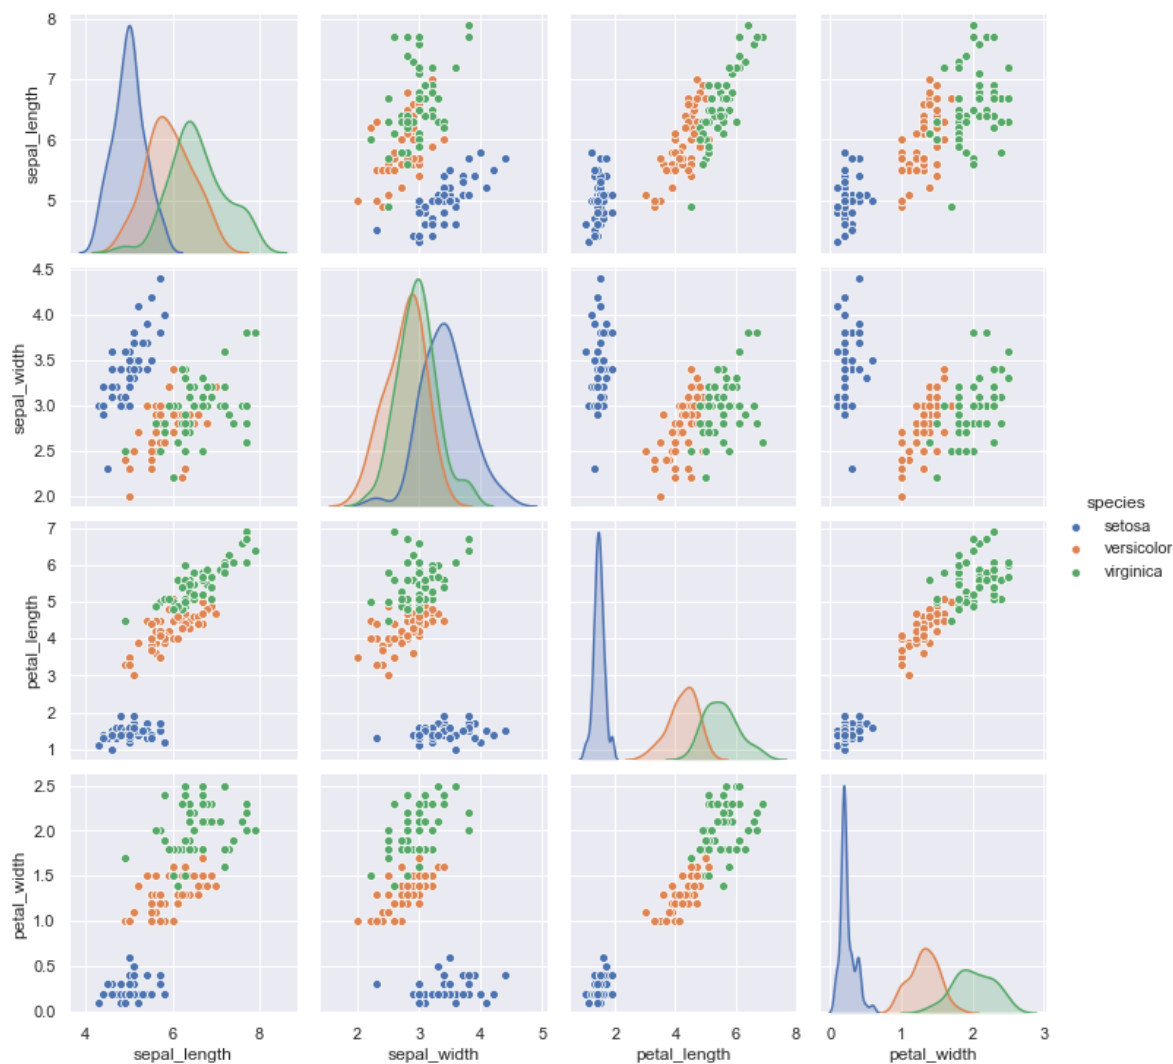 8
7
6
5
sepal_length
4.5
4.0
3.5
3.0
2.5
2.0
sepal_width
species
setosa
versicolor
virginica
7
6
5
4
3
2
1
petal_length
2.5
2.0
1.5
1.0
0.5
0.0
petal_width
4 6 8 2 3 4 5 2 4 6 8 0 1 2 3
sepal_length sepal_width petal_length petal_width